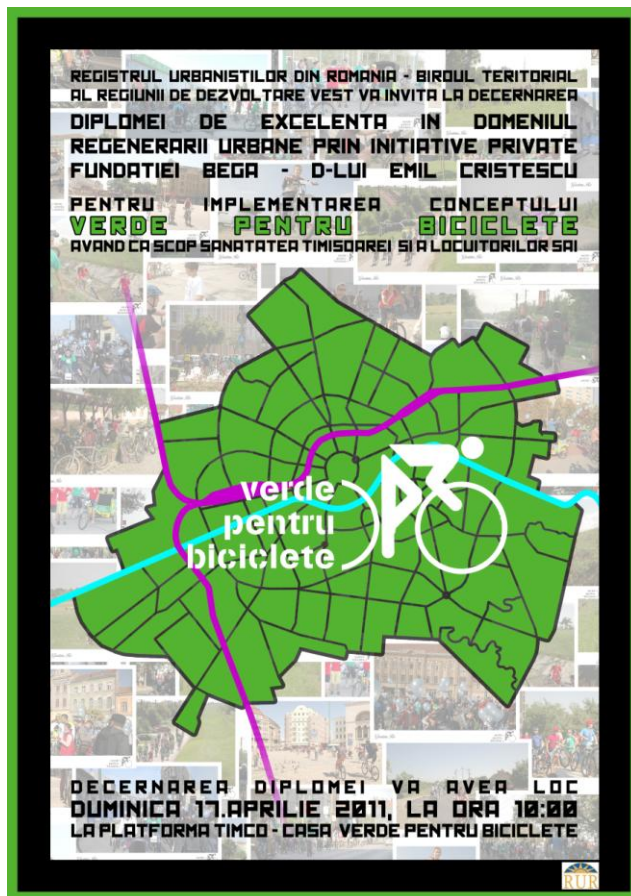 REGISTRUL URBANISTILOR DIN ROMANIA - BIROUL TERITORIAL
AL REGIUNII DE DEZVOLTARE VEST VA INVITA LA DECERNAREA
DIPLOMEI DE EXCELENTA IN DOMENIUL
REGENERARII URBANE PRIN INITIATIVE PRIVATE
FUNDATIEI BEGA - D-LUI EMIL CRISTESCU
PENTRU IMPLEMENTAREA CONCEPTULUI
VERDE PENTRU BICICLETE
AVAND CA SCOP SANATATEA TIMISOAREI SI A LOCUITORILOR SAI
verde
pentru
biciclete
DECERNAREA DIPLOMEI VA AVEA LOC
DUMINICA 17.APRILIE 2011, LA ORA 10:00
LA PLATFORMA TIMCO - CASA VERDE PENTRU BICICLETE
RUR